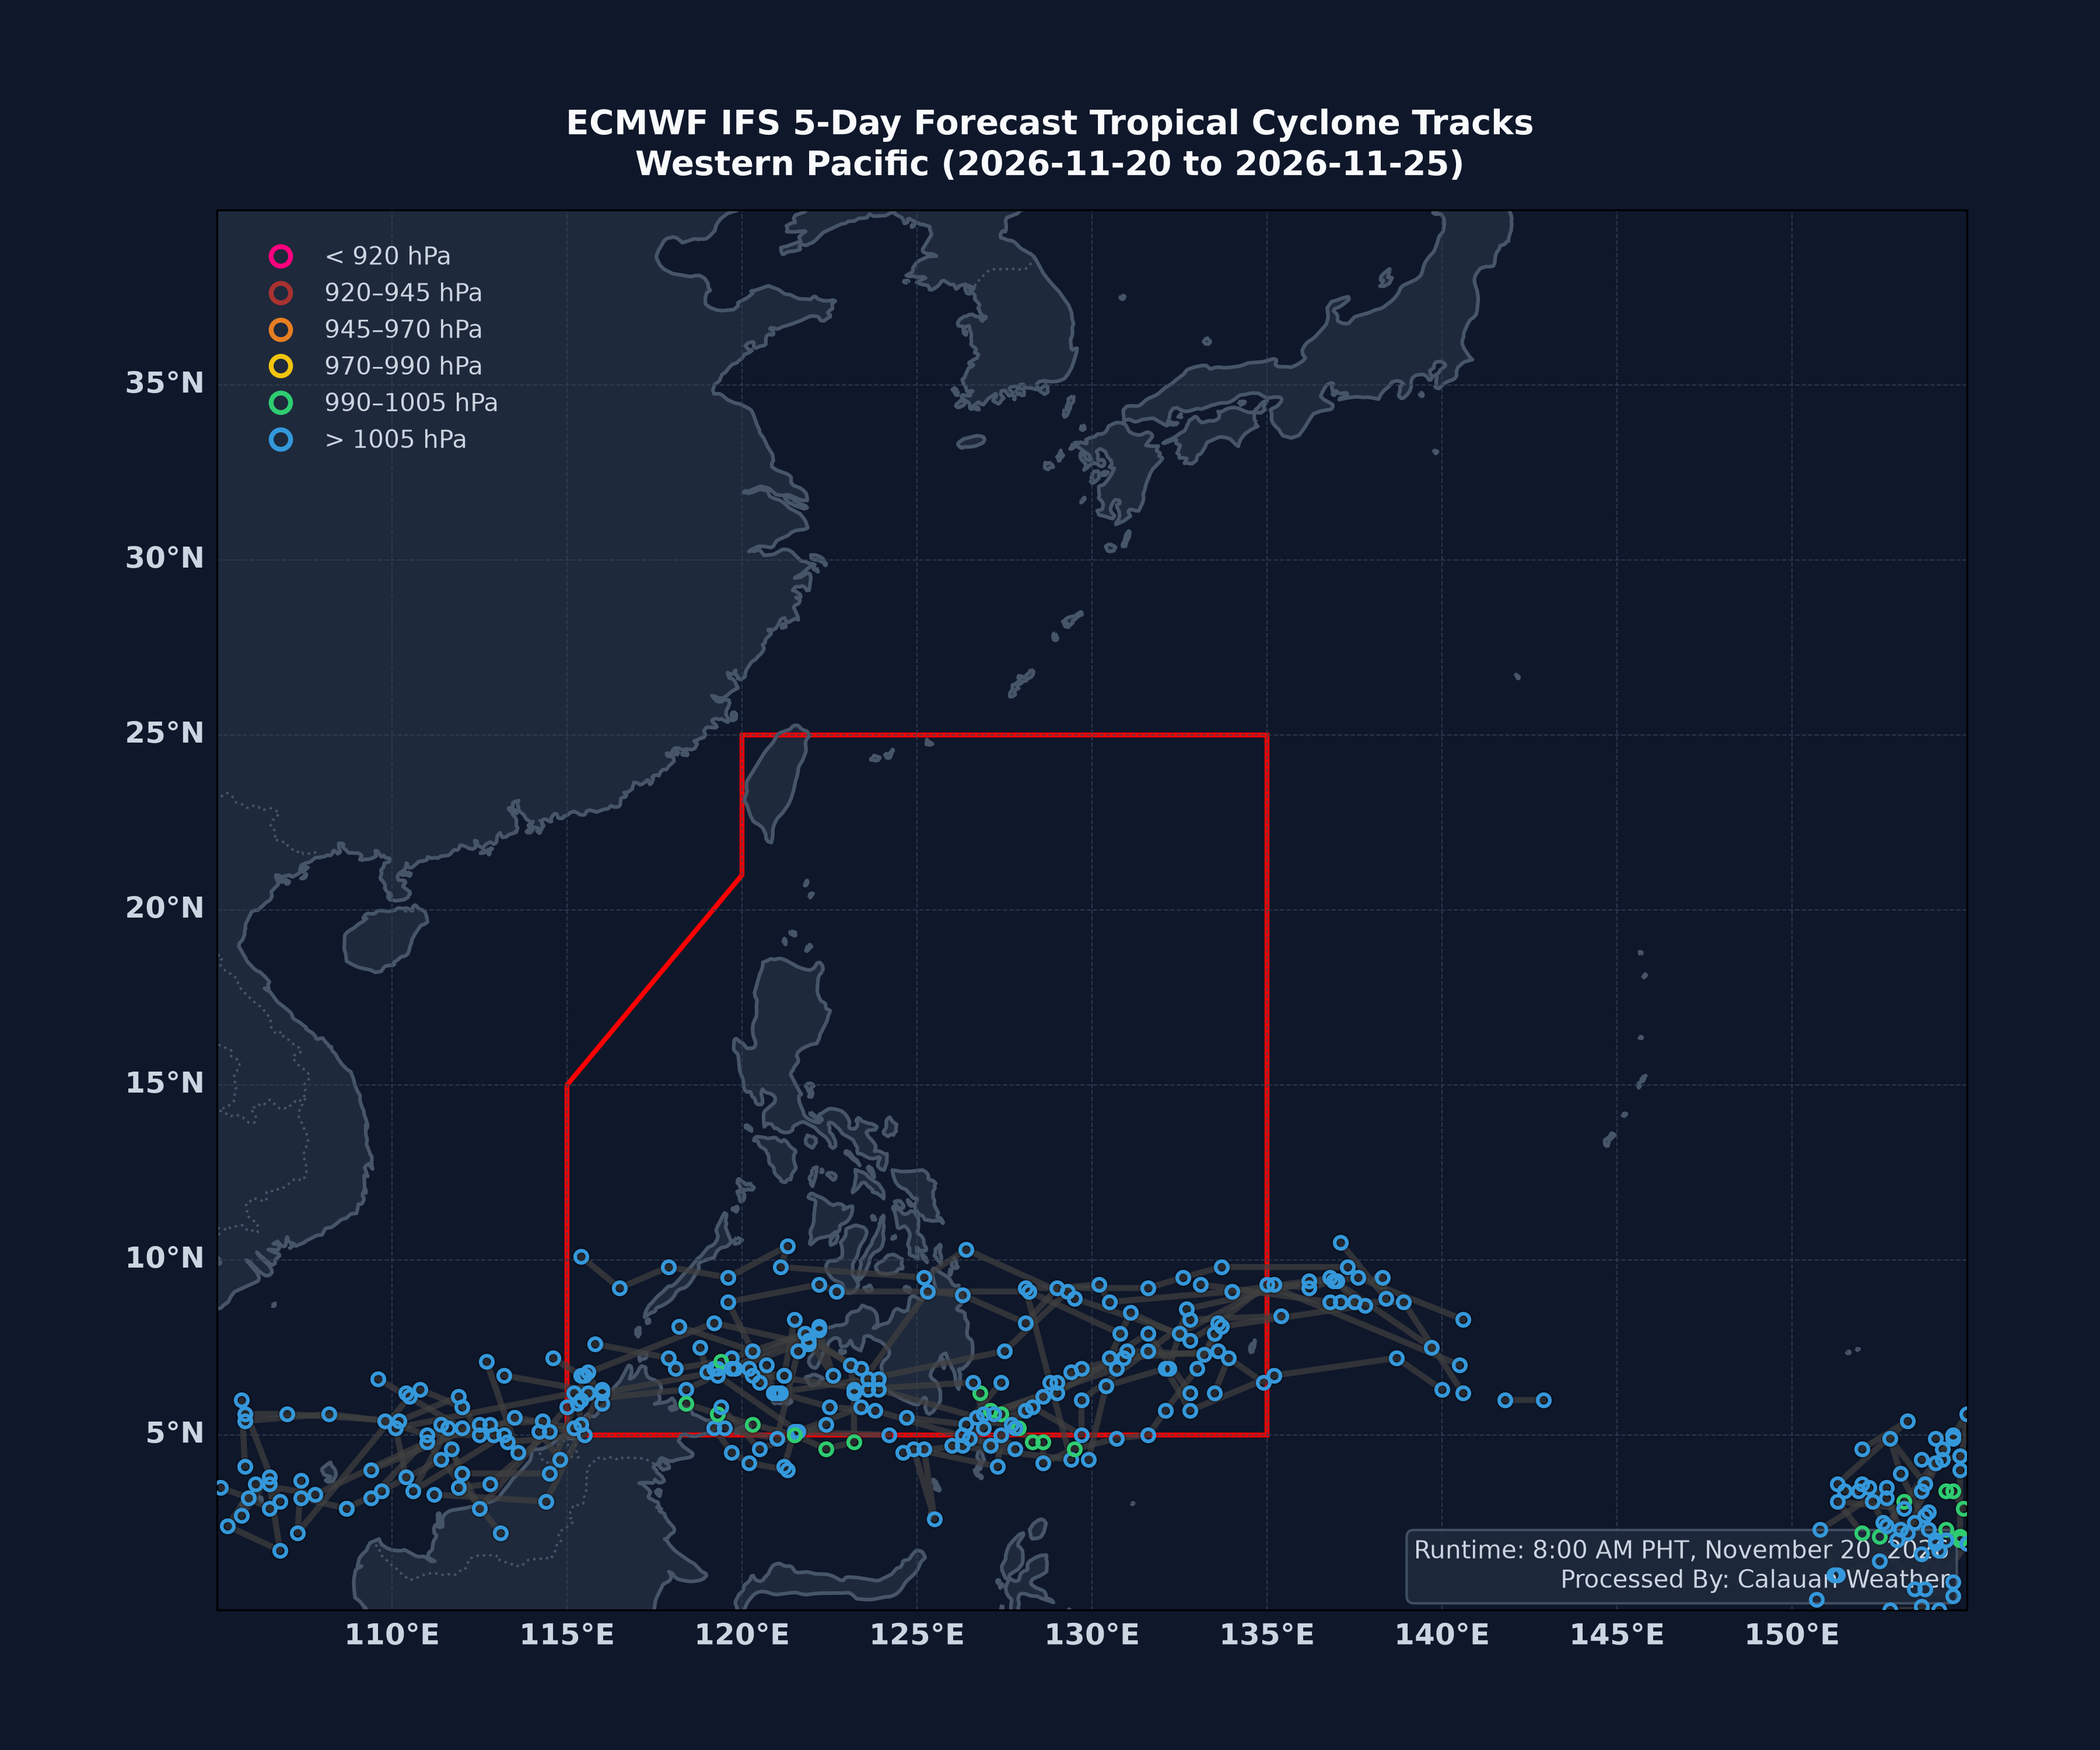 ECMWF IFS 5-Day Forecast Tropical Cyclone Tracks
Western Pacific (2026-11-20 to 2026-11-25)
< 920 hPa
920–945 hPa
945–970 hPa
970–990 hPa
990–1005 hPa
> 1005 hPa
35°N
30°N
25°N
20°N
15°N
10°N
5°N
Runtime: 8:00 AM PHT, November 20, 2026
Processed By: Calauan Weather
110°E
115°E
120°E
125°E
130°E
135°E
140°E
145°E
150°E